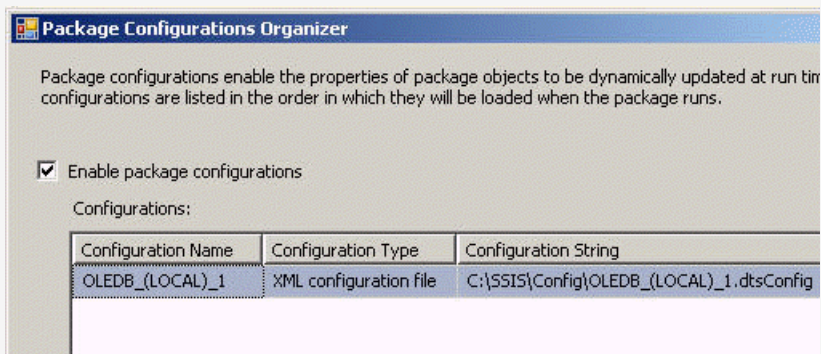 Package Configurations Organizer
Package configurations enable the properties of package objects to be dynamically updated at run
configurations are listed in the order in which they will be loaded when the package runs.
Enable package configurations
Configurations:
Configuration Name Configuration Type Configuration String
OLEDB_(LOCAL)_1 XML configuration file C:\SSIS\Config\OLEDB_(LOCAL)_1.dtsConfig